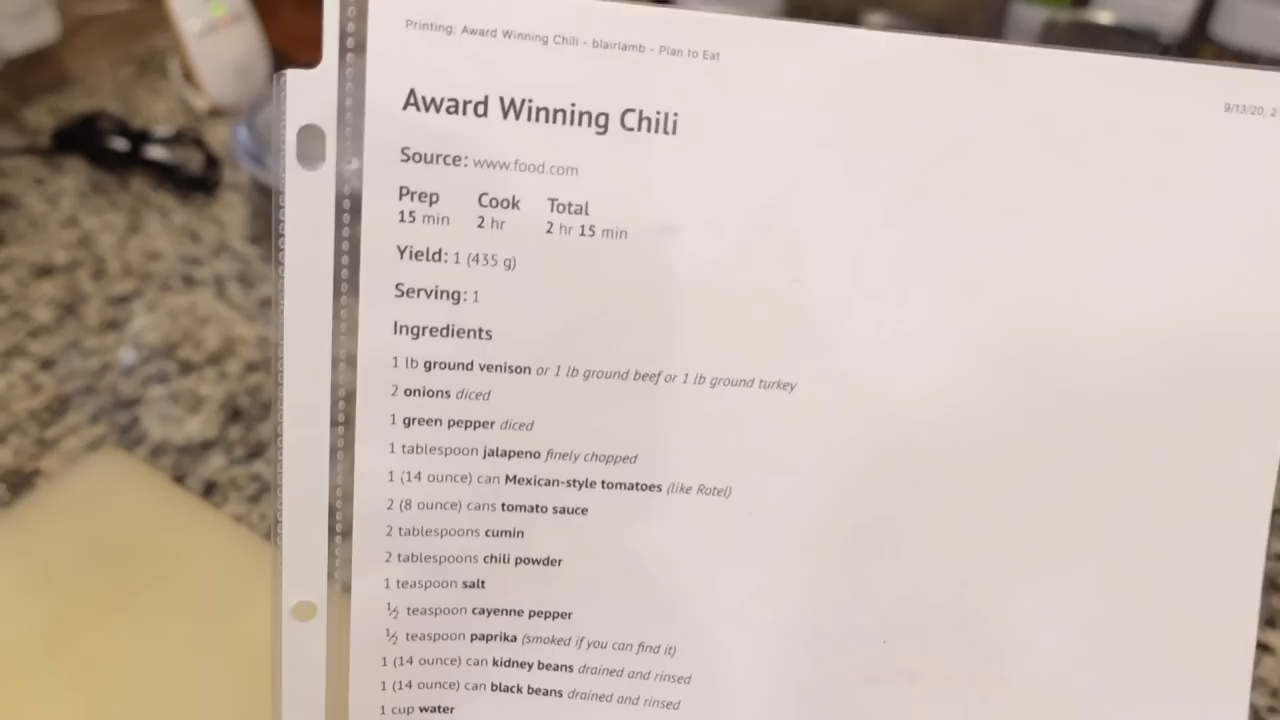 Printing: Award Winning Chili - blairlamb - Plan to Eat
9/13/20, 2
Award Winning Chili
Source: www.food.com
Prep Cook Total
15 min 2 hr 2 hr 15 min
Yield: 1 (435 g)
Serving: 1
Ingredients
1 lb ground venison or 1 lb ground beef or 1 lb ground turkey
2 onions diced
1 green pepper diced
1 tablespoon jalapeno finely chopped
1 (14 ounce) can Mexican-style tomatoes (like Rotel)
2 (8 ounce) cans tomato sauce
2 tablespoons cumin
2 tablespoons chili powder
1 teaspoon salt
½ teaspoon cayenne pepper
½ teaspoon paprika (smoked if you can find it)
1 (14 ounce) can kidney beans drained and rinsed
1 (14 ounce) can black beans drained and rinsed
1 cup water